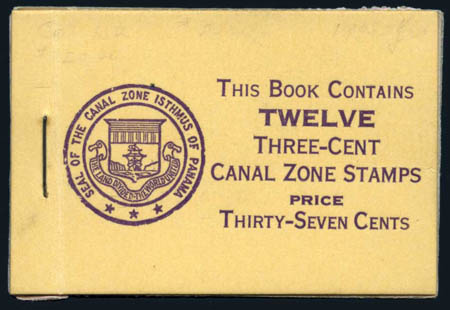 SEAL OF THE CANAL ZONE ISTHMUS OF PANAMA
THE LAND DIVIDED THE WORLD UNITED
THIS BOOK CONTAINS
TWELVE
THREE-CENT
CANAL ZONE STAMPS
PRICE
THIRTY-SEVEN CENTS